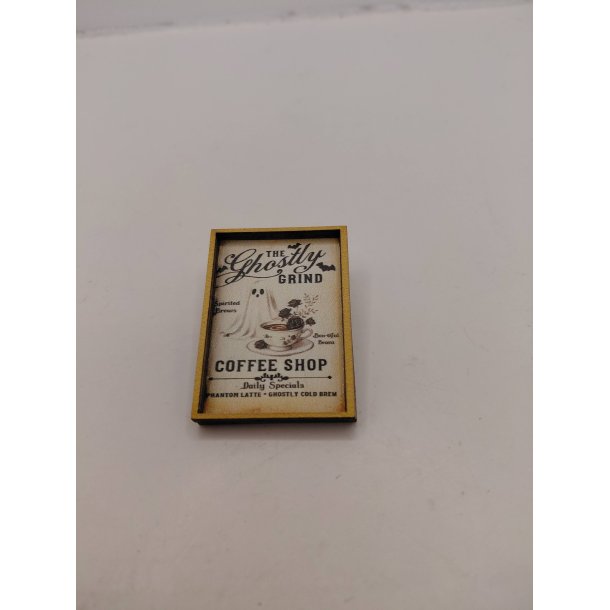 THE
Ghostly
GRIND
Spirited
Brews
Boo-tiful
Beans
COFFEE SHOP
Daily Specials
PHANTOM LATTE • GHOSTLY COLD BREW